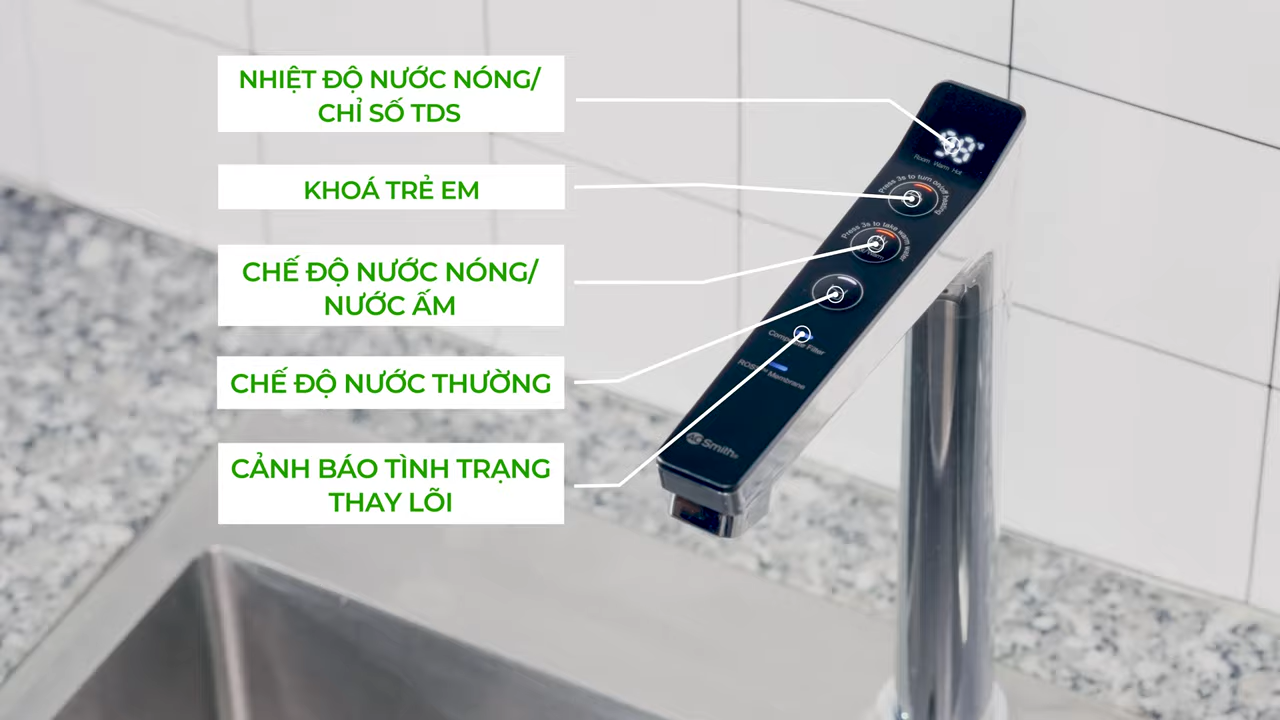 NHIỆT ĐỘ NƯỚC NÓNG/
CHỈ SỐ TDS
KHOÁ TRẺ EM
CHẾ ĐỘ NƯỚC NÓNG/
NƯỚC ẤM
CHẾ ĐỘ NƯỚC THƯỜNG
CẢNH BÁO TÌNH TRẠNG
THAY LÕI
Room Warm Hot
Press 3s to turn on/off heating
Press 3s to take warm water
Filter
Membrane
AO Smith